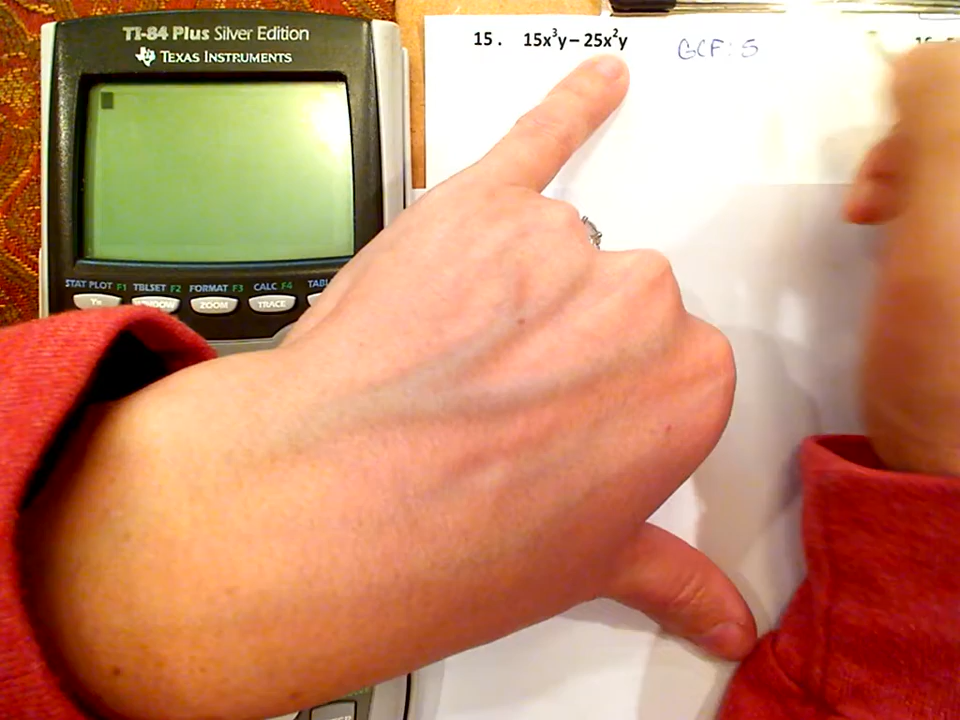 TI-84 Plus Silver Edition
TEXAS INSTRUMENTS
STAT PLOT F1 TBLSET F2 FORMAT F3 CALC F4
Y= WINDOW ZOOM TRACE
15. 15x³y – 25x²y GCF: 5